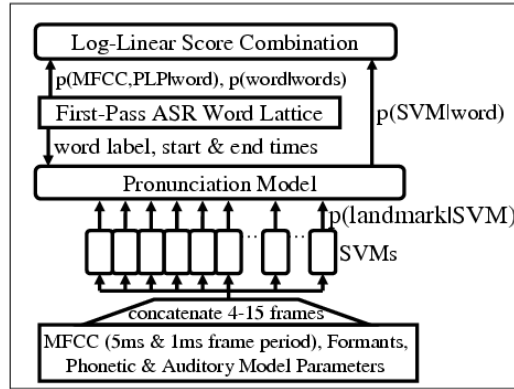 Log-Linear Score Combination
p(MFCC,PLP|word), p(word|words)
First-Pass ASR Word Lattice
p(SVM|word)
word label, start & end times
Pronunciation Model
p(landmark|SVM)
... ...
SVMs
concatenate 4-15 frames
MFCC (5ms & 1ms frame period), Formants,
Phonetic & Auditory Model Parameters